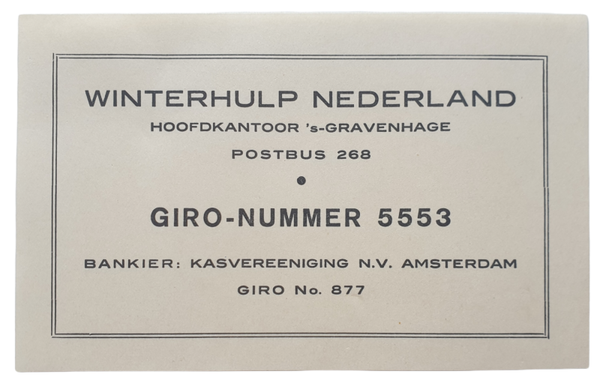 WINTERHULP NEDERLAND
HOOFDKANTOOR 's-GRAVENHAGE
POSTBUS 268
•
GIRO-NUMMER 5553
BANKIER: KASVEREENIGING N.V. AMSTERDAM
GIRO No. 877